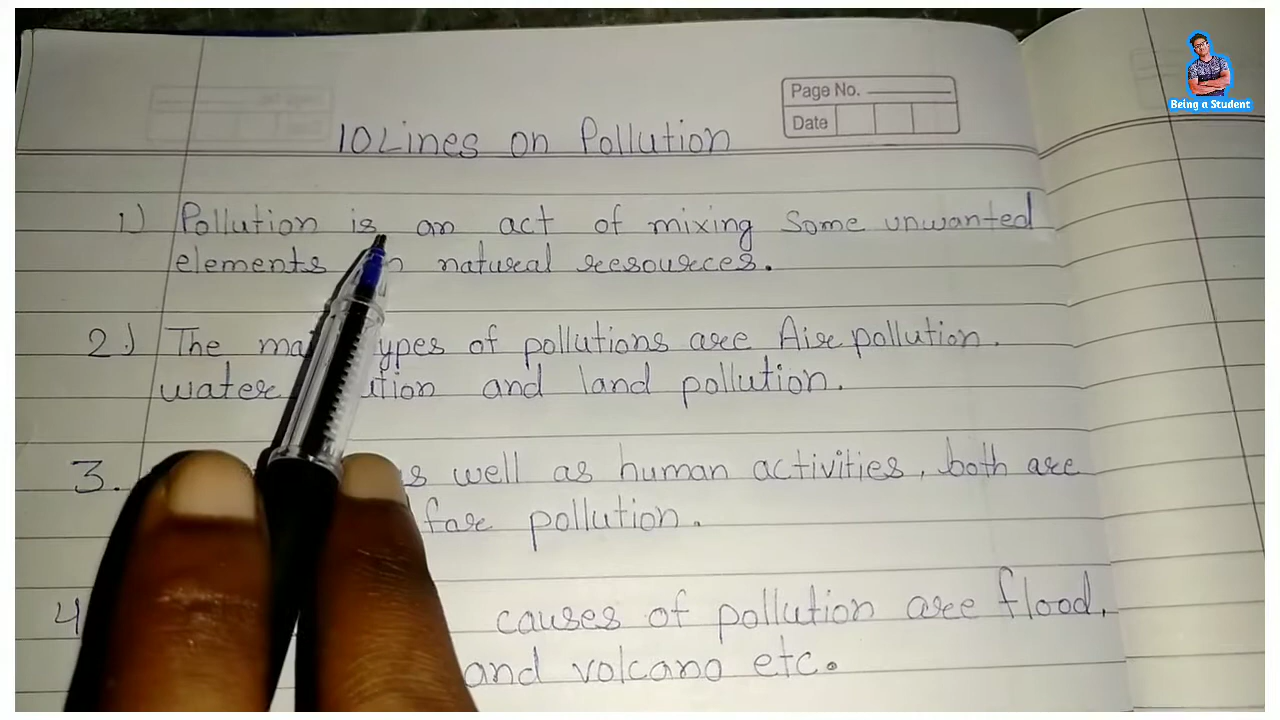 Being a Student
Page No.
Date
10 Lines on Pollution
1) Pollution is an act of mixing Some unwanted
elements natural resources.
2.) The types of pollutions are Air pollution.
water and land pollution.
3. well as human activities, both are
pollution.
4 causes of pollution are flood,
and volcano etc.